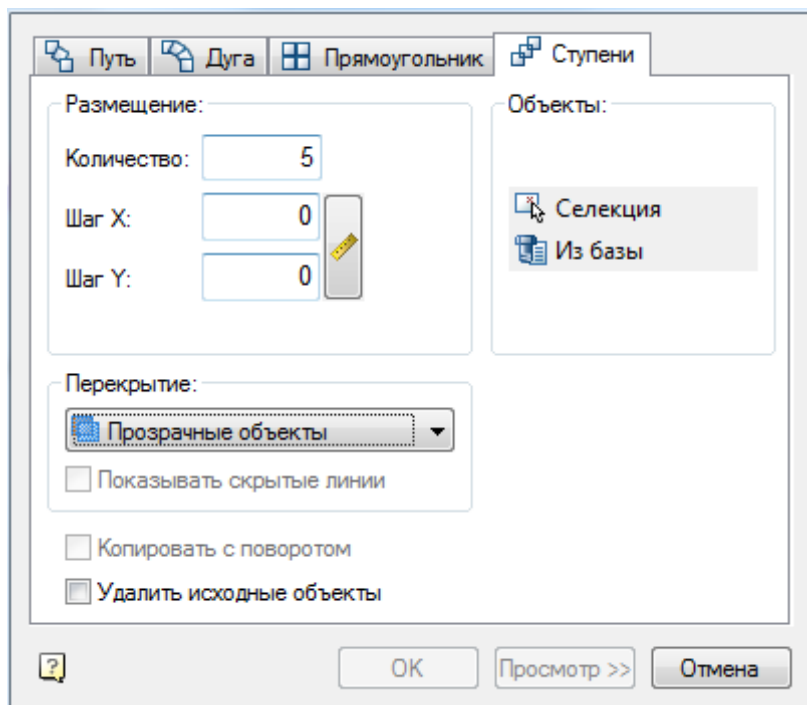 Путь Дуга Прямоугольник Ступени
Размещение:
Количество: 5
Шаг X: 0
Шаг Y: 0
Объекты:
Селекция
Из базы
Перекрытие:
Прозрачные объекты
Показывать скрытые линии
Копировать с поворотом
Удалить исходные объекты
? OK Просмотр >> Отмена